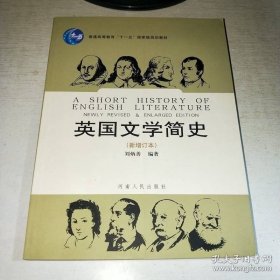 普通高等教育“十一五”国家级规划教材
A SHORT HISTORY OF
ENGLISH LITERATURE
NEWLY REVISED & ENLARGED EDITION
英国文学简史
(新增订本)
刘炳善 编著
河南人民出版社